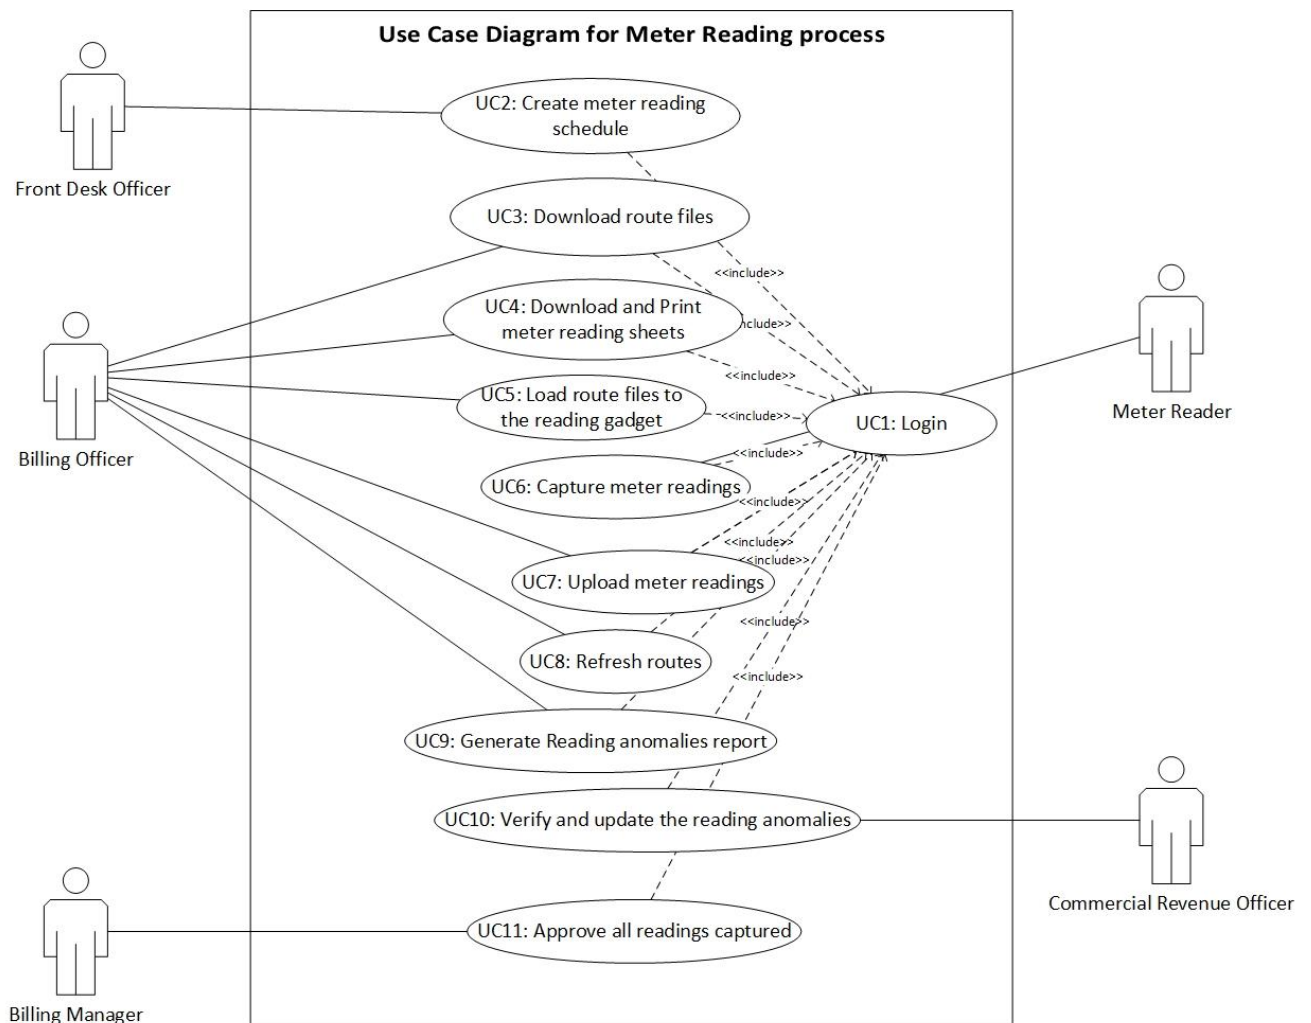 Use Case Diagram for Meter Reading process
UC2: Create meter reading
schedule
Front Desk Officer
UC3: Download route files
<<include>>
UC4: Download and Print
meter reading sheets
nclude>>
<<include>>
UC5: Load route files to
the reading gadget
<<include>>
UC1: Login
Meter Reader
Billing Officer
<<include>>
UC6: Capture meter readings
<<include>>
<<include>>
<<include>>
UC7: Upload meter readings
<<include>>
UC8: Refresh routes
<<include>>
UC9: Generate Reading anomalies report
UC10: Verify and update the reading anomalies
Commercial Revenue Officer
UC11: Approve all readings captured
Billing Manager